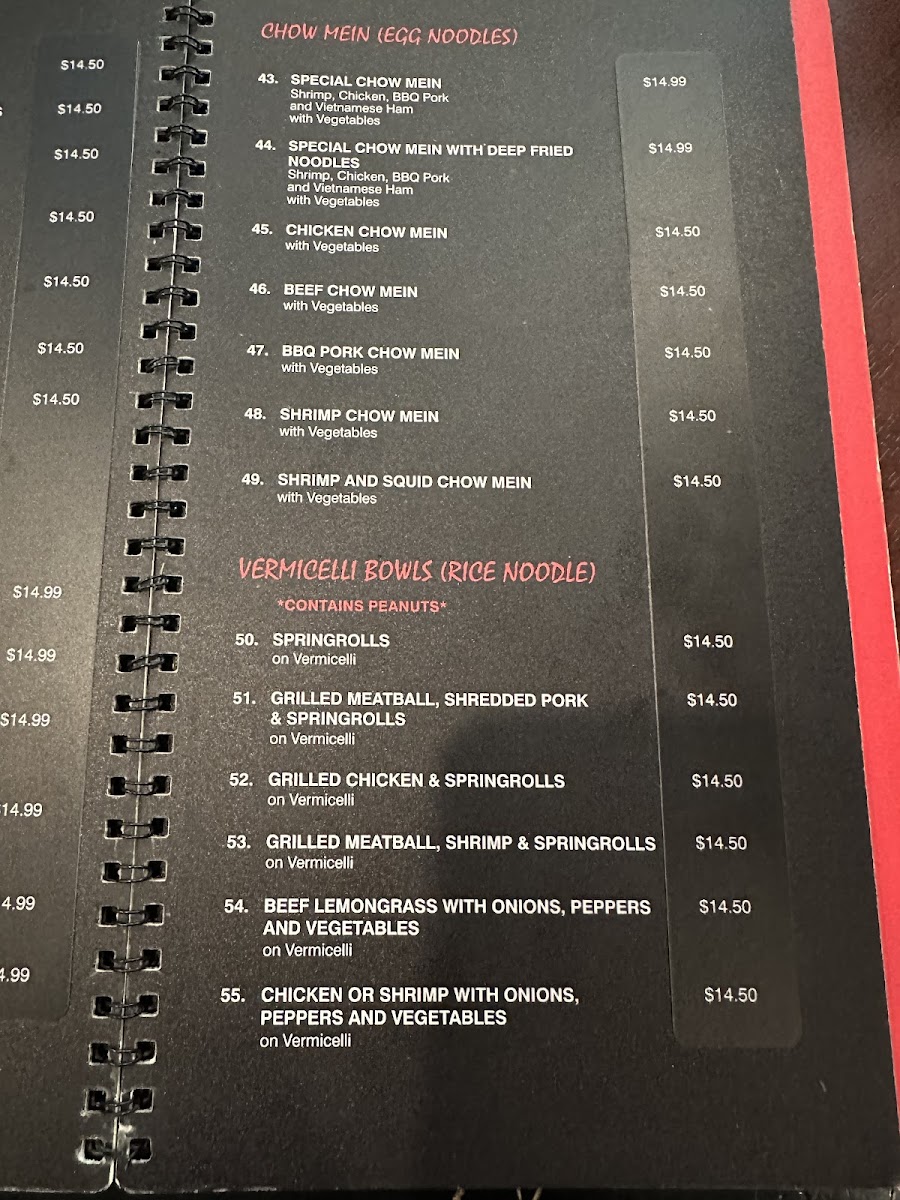 $14.50
$14.50
$14.50
$14.50
$14.50
$14.50
$14.50
$14.99
$14.99
$14.99
14.99
4.99
4.99
CHOW MEIN (EGG NOODLES)
43. SPECIAL CHOW MEIN $14.99
Shrimp, Chicken, BBQ Pork
and Vietnamese Ham
with Vegetables
44. SPECIAL CHOW MEIN WITH DEEP FRIED $14.99
NOODLES
Shrimp, Chicken, BBQ Pork
and Vietnamese Ham
with Vegetables
45. CHICKEN CHOW MEIN $14.50
with Vegetables
46. BEEF CHOW MEIN $14.50
with Vegetables
47. BBQ PORK CHOW MEIN $14.50
with Vegetables
48. SHRIMP CHOW MEIN $14.50
with Vegetables
49. SHRIMP AND SQUID CHOW MEIN $14.50
with Vegetables
VERMICELLI BOWLS (RICE NOODLE)
*CONTAINS PEANUTS*
50. SPRINGROLLS $14.50
on Vermicelli
51. GRILLED MEATBALL, SHREDDED PORK $14.50
& SPRINGROLLS
on Vermicelli
52. GRILLED CHICKEN & SPRINGROLLS $14.50
on Vermicelli
53. GRILLED MEATBALL, SHRIMP & SPRINGROLLS $14.50
on Vermicelli
54. BEEF LEMONGRASS WITH ONIONS, PEPPERS $14.50
AND VEGETABLES
on Vermicelli
55. CHICKEN OR SHRIMP WITH ONIONS, $14.50
PEPPERS AND VEGETABLES
on Vermicelli